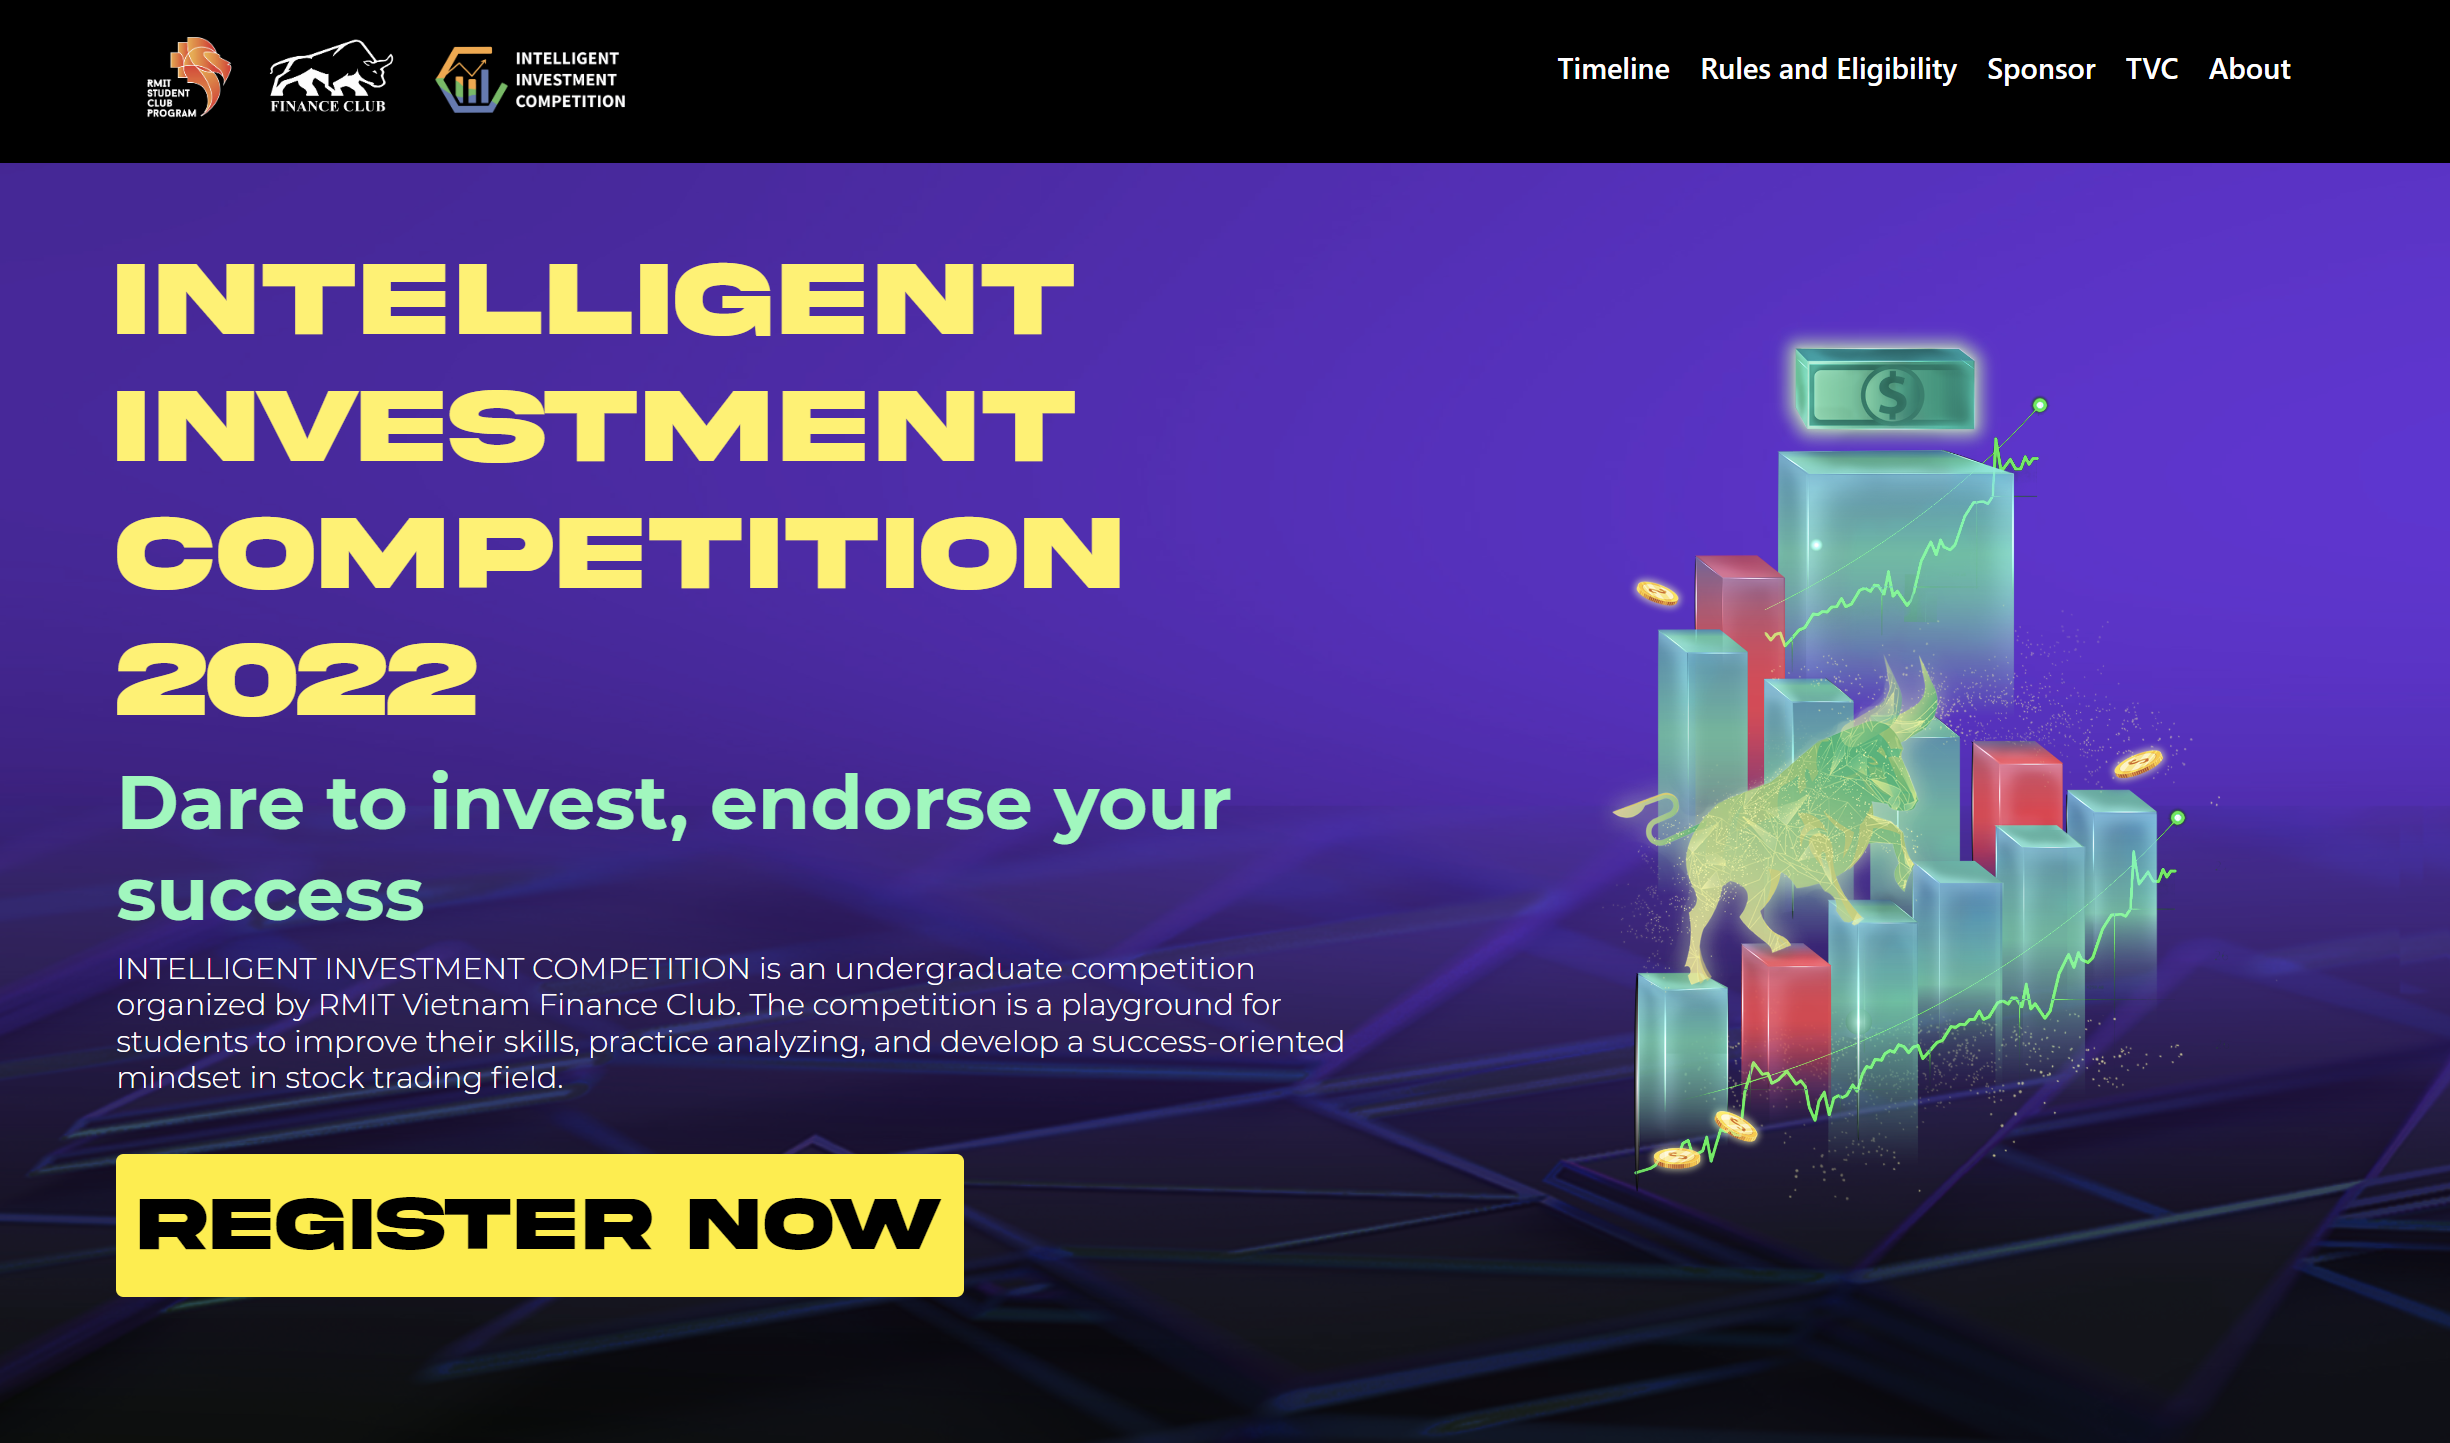 RMIT
STUDENT
CLUB
PROGRAM
FINANCE CLUB
INTELLIGENT
INVESTMENT
COMPETITION
Timeline Rules and Eligibility Sponsor TVC About
INTELLIGENT
INVESTMENT
COMPETITION
2022
Dare to invest, endorse your
success
INTELLIGENT INVESTMENT COMPETITION is an undergraduate competition
organized by RMIT Vietnam Finance Club. The competition is a playground for
students to improve their skills, practice analyzing, and develop a success-oriented
mindset in stock trading field.
REGISTER NOW
$